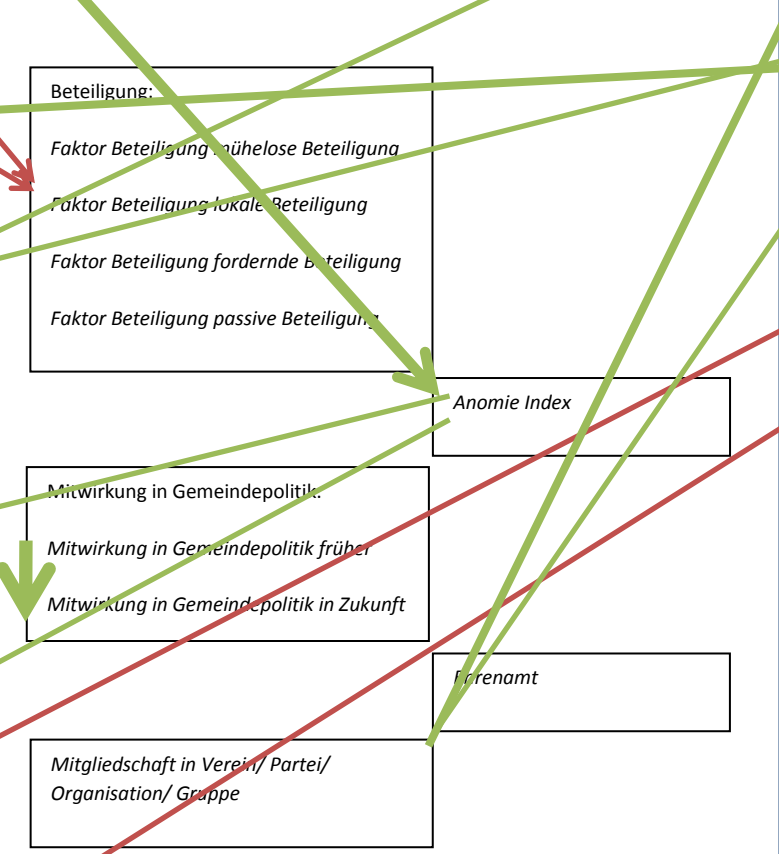 Beteiligung:
Faktor Beteiligung mühelose Beteiligung
Faktor Beteiligung lokale Beteiligung
Faktor Beteiligung fordernde Beteiligung
Faktor Beteiligung passive Beteiligung
Anomie Index
Mitwirkung in Gemeindepolitik:
Mitwirkung in Gemeindepolitik früher
Mitwirkung in Gemeindepolitik in Zukunft
Ehrenamt
Mitgliedschaft in Verein/ Partei/
Organisation/ Gruppe